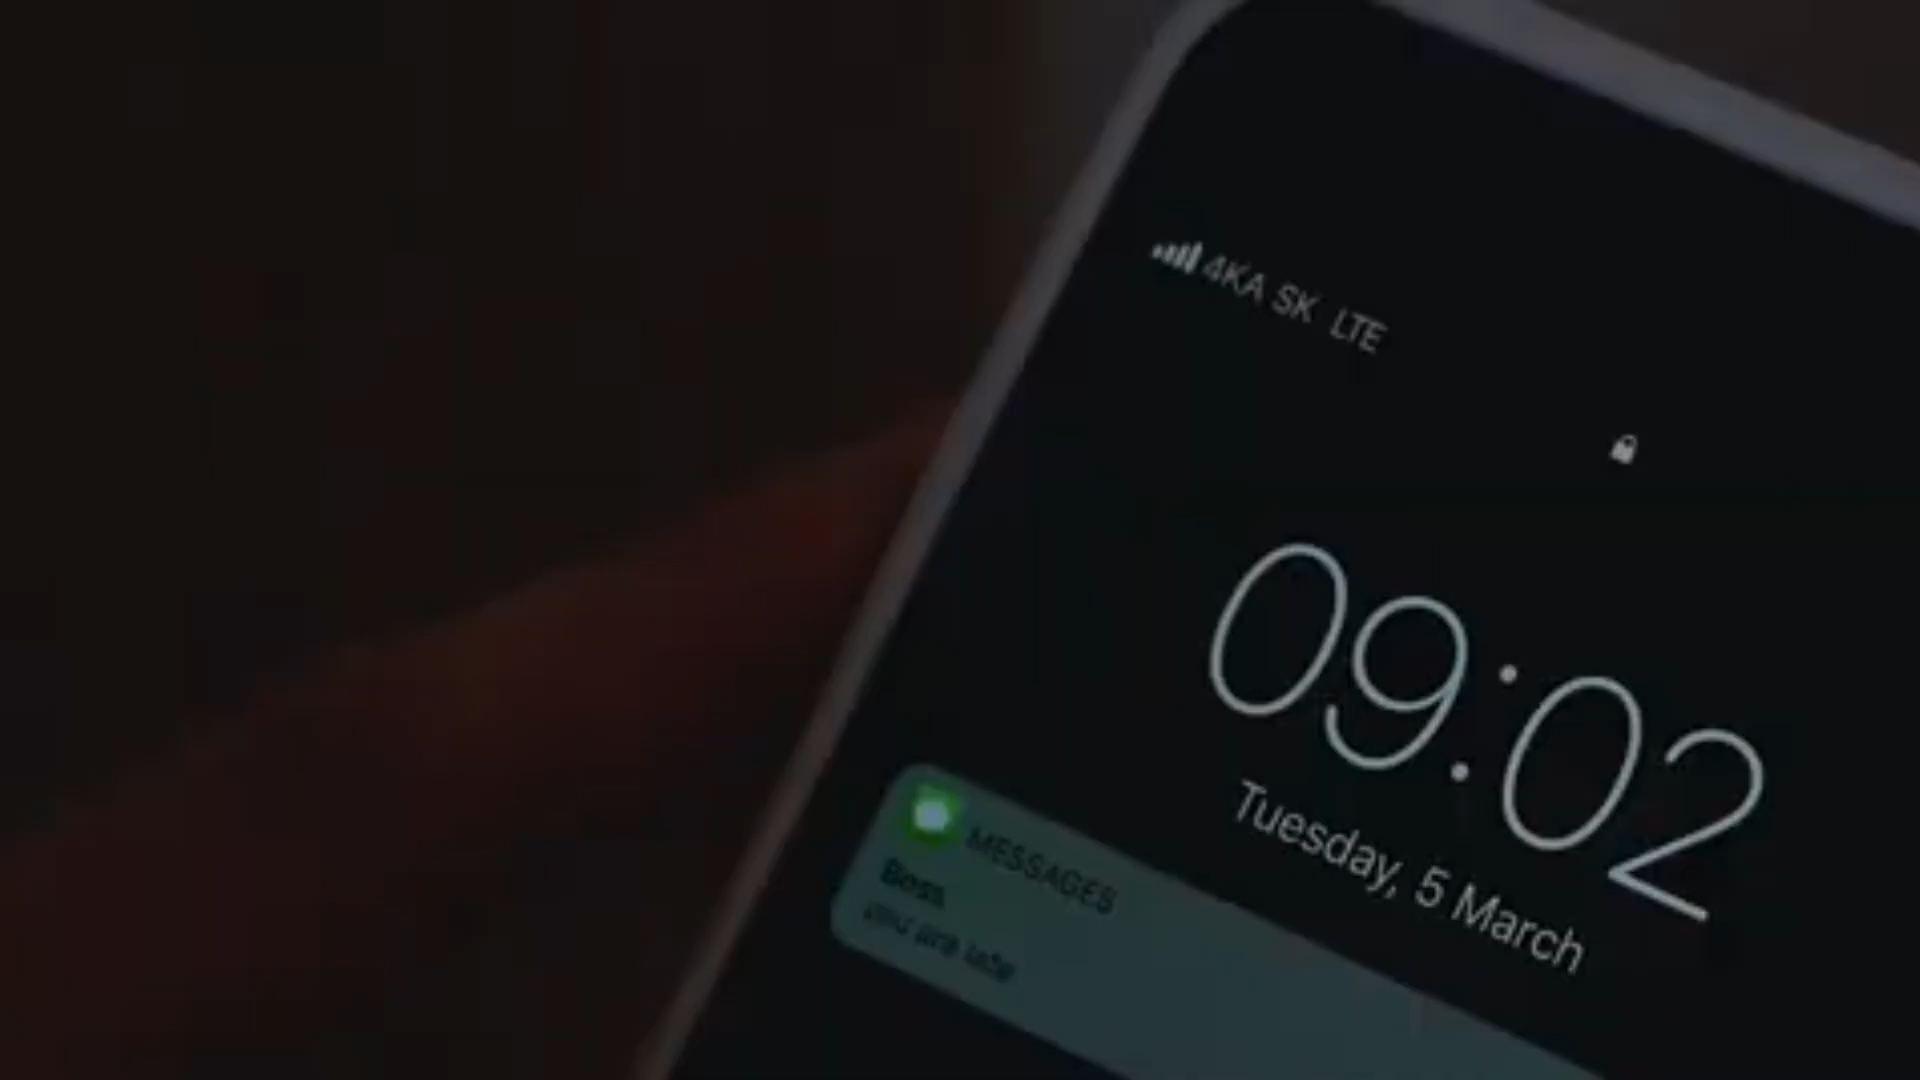 4KA SK LTE
09:02
Tuesday, 5 March
MESSAGES
Boss
you are late